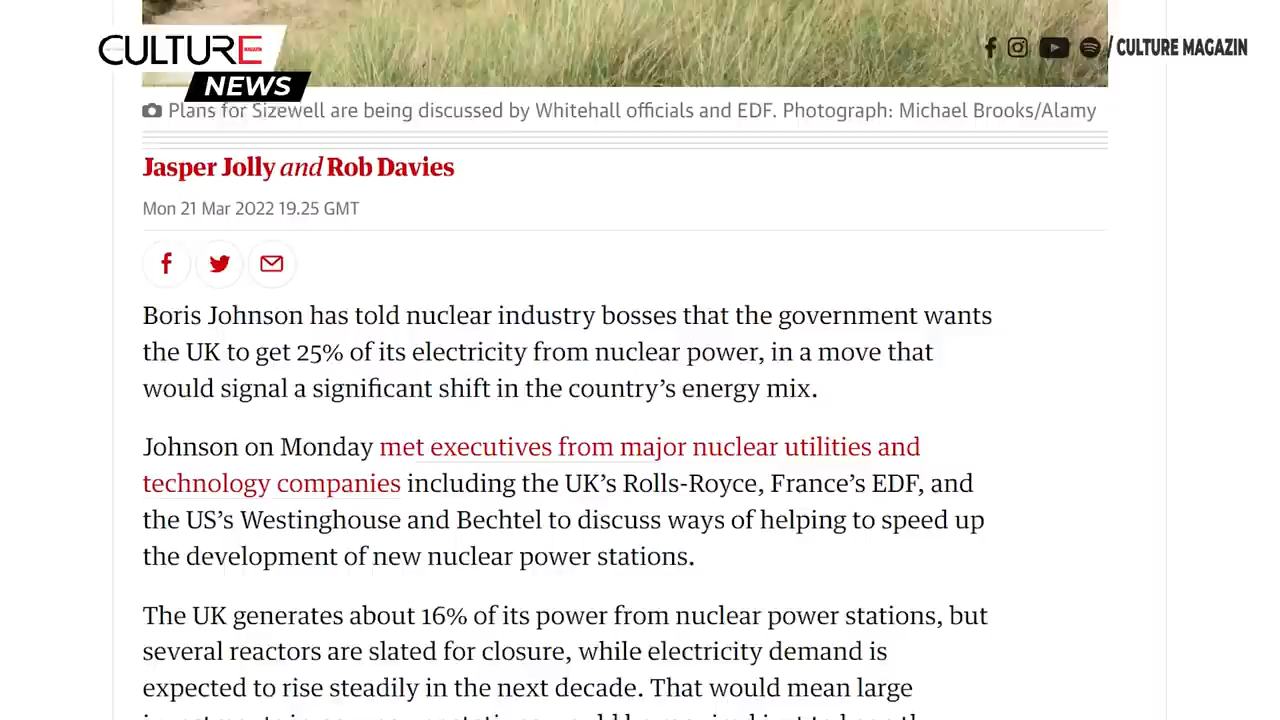 CULTURE
MAGAZIN
NEWS
/ CULTURE MAGAZIN
Plans for Sizewell are being discussed by Whitehall officials and EDF. Photograph: Michael Brooks/Alamy
Jasper Jolly and Rob Davies
Mon 21 Mar 2022 19.25 GMT
Boris Johnson has told nuclear industry bosses that the government wants
the UK to get 25% of its electricity from nuclear power, in a move that
would signal a significant shift in the country’s energy mix.
Johnson on Monday met executives from major nuclear utilities and
technology companies including the UK’s Rolls-Royce, France’s EDF, and
the US’s Westinghouse and Bechtel to discuss ways of helping to speed up
the development of new nuclear power stations.
The UK generates about 16% of its power from nuclear power stations, but
several reactors are slated for closure, while electricity demand is
expected to rise steadily in the next decade. That would mean large